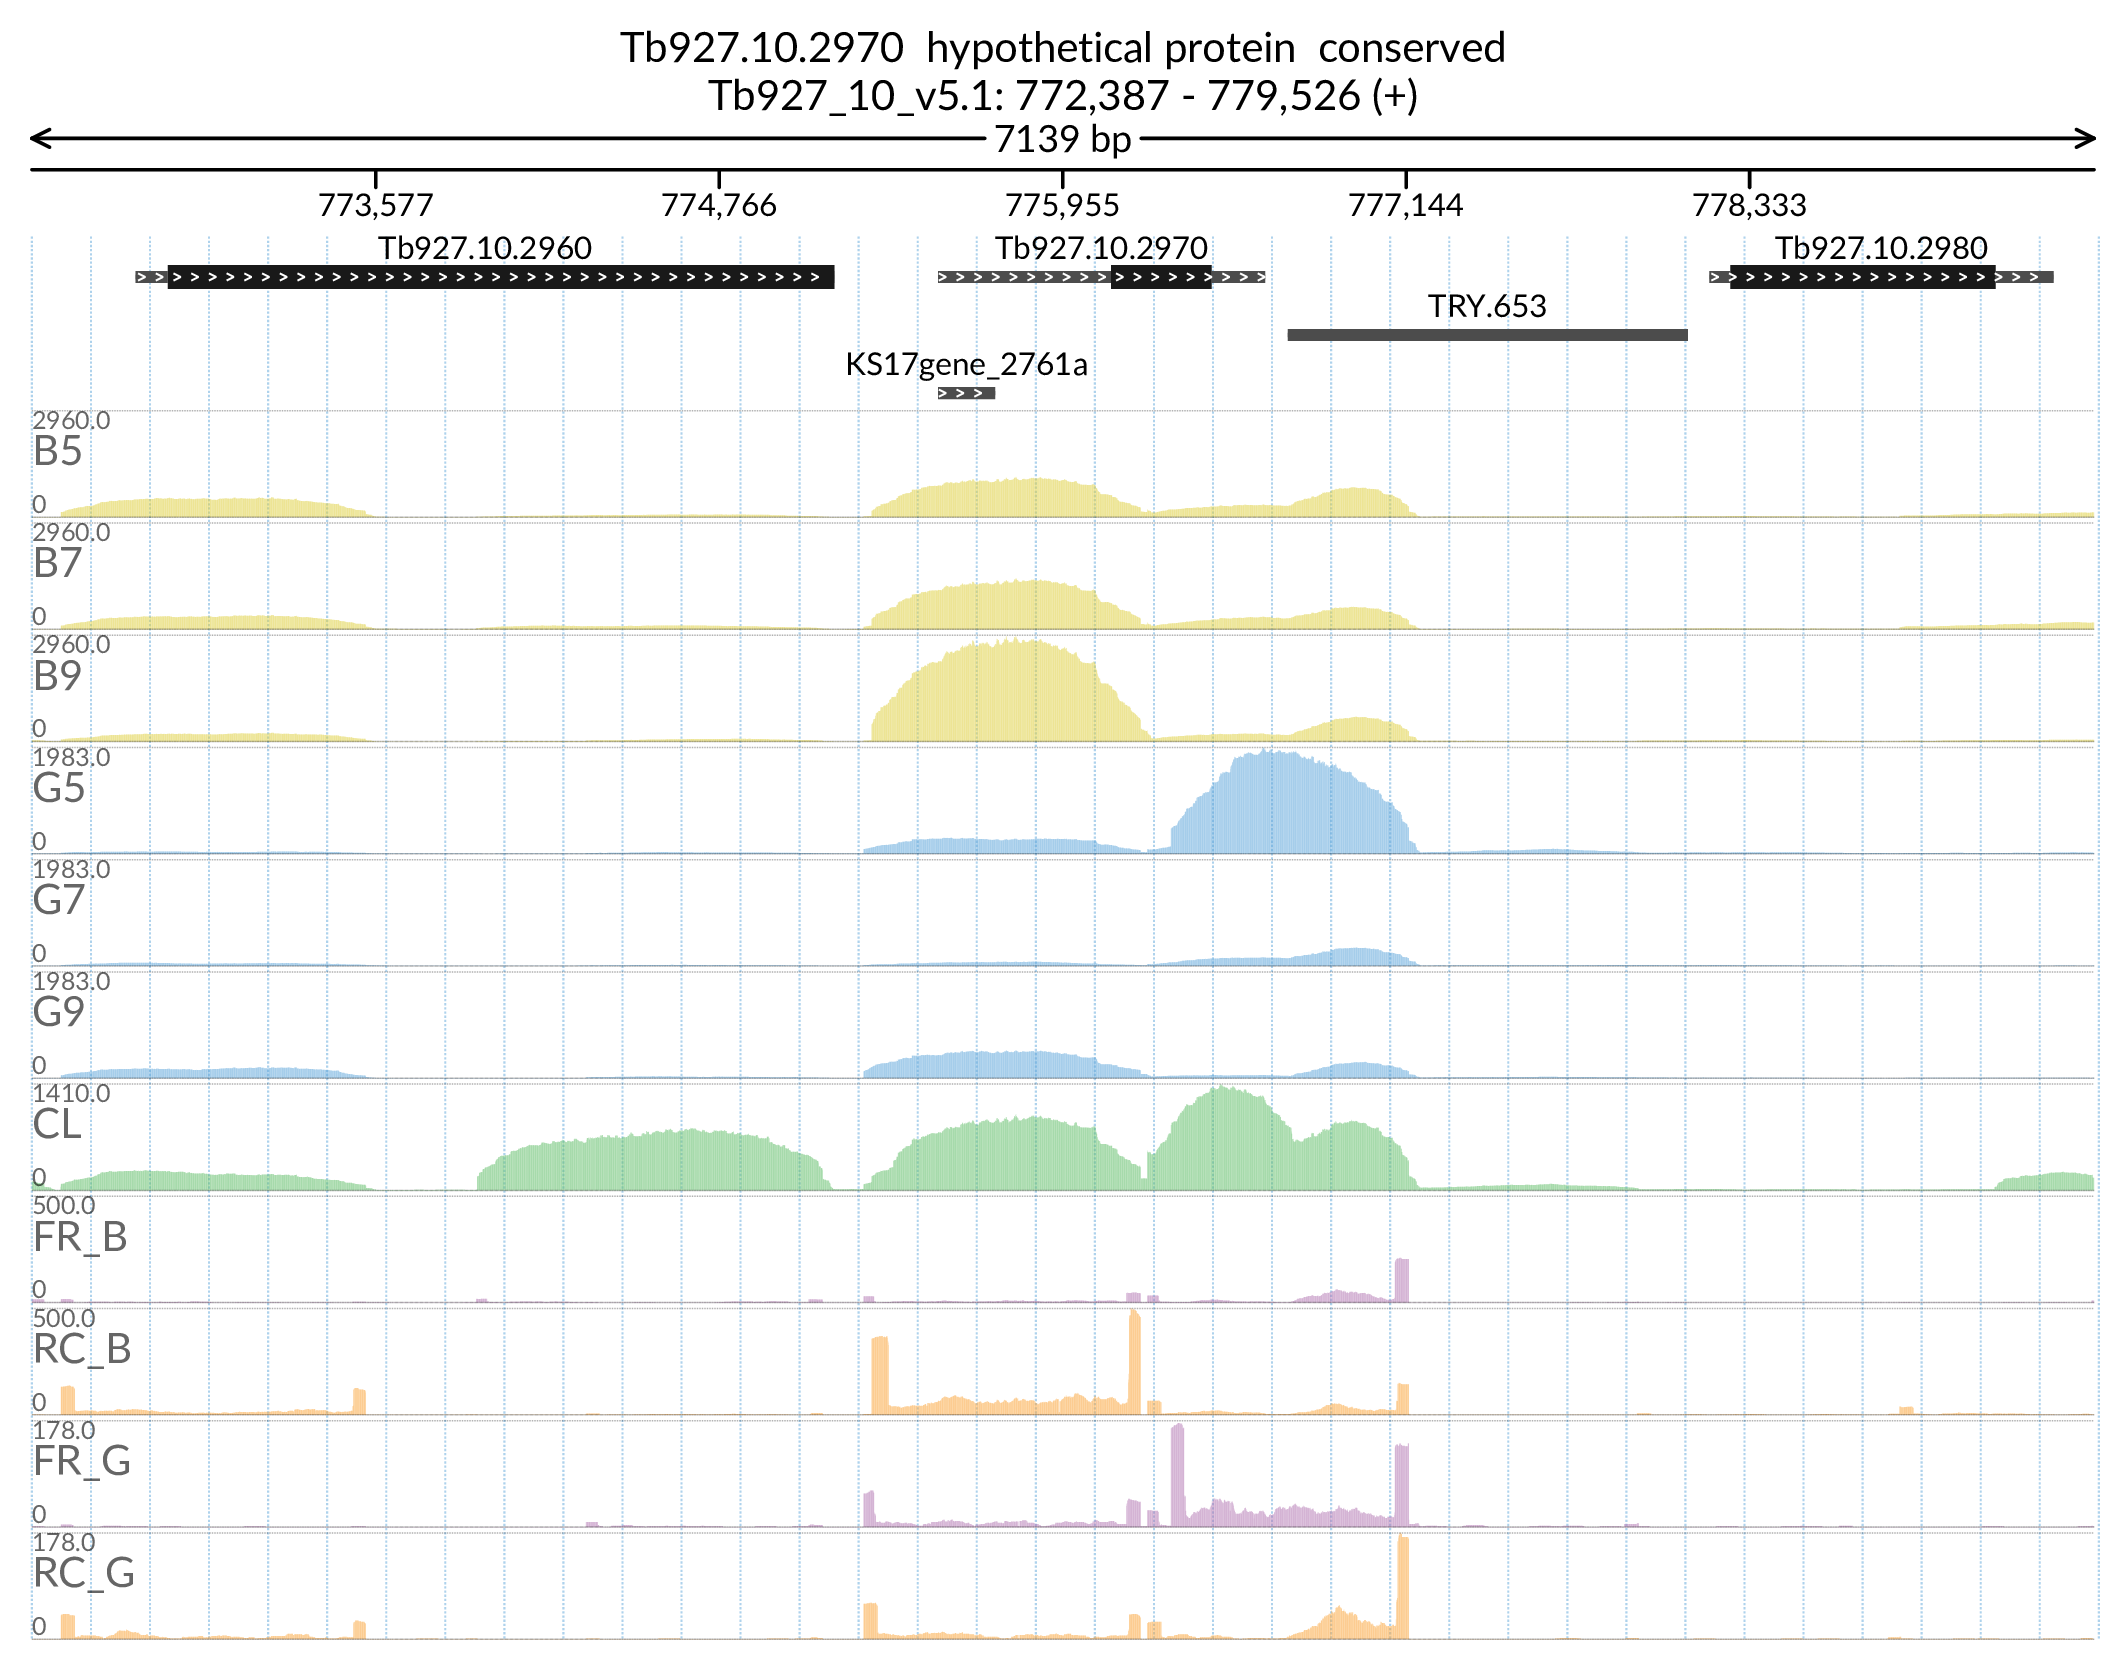 Tb927.10.2970  hypothetical protein  conserved
Tb927_10_v5.1: 772,387 - 779,526 (+)
7139 bp
773,577 774,766 775,955 777,144 778,333
Tb927.10.2960 Tb927.10.2970 Tb927.10.2980
TRY.653
KS17gene_2761a
2960.0
B5
0
2960.0
B7
0
2960.0
B9
0
1983.0
G5
0
1983.0
G7
0
1983.0
G9
0
1410.0
CL
0
500.0
FR_B
0
500.0
RC_B
0
178.0
FR_G
0
178.0
RC_G
0